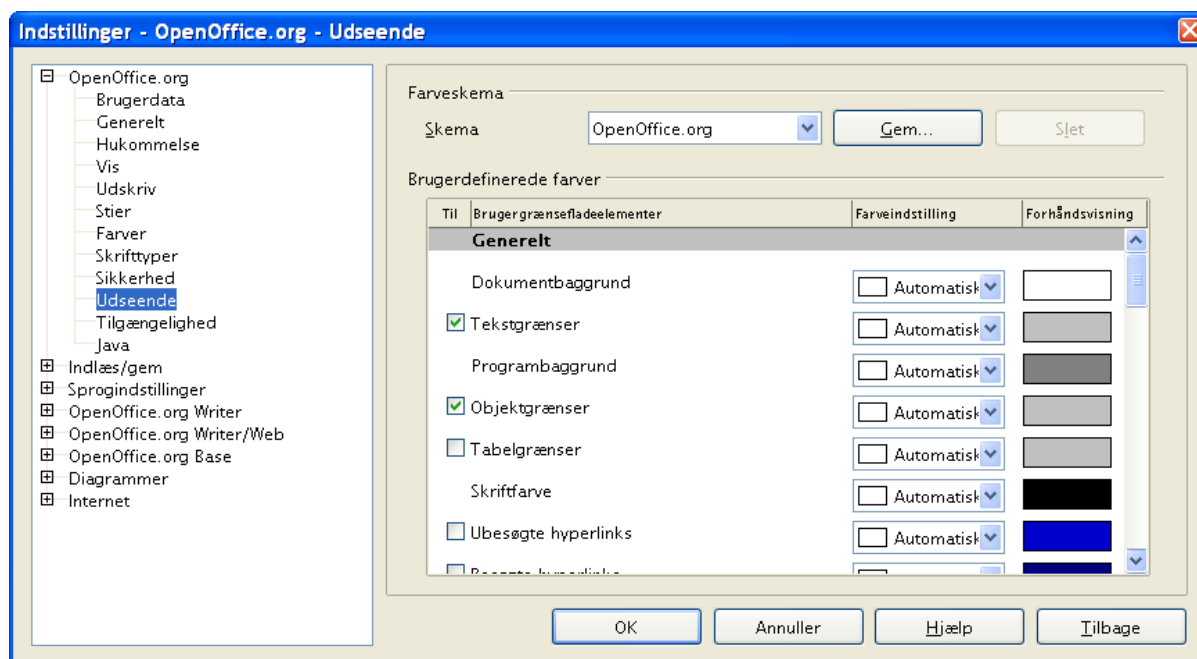 Indstillinger - OpenOffice.org - Udseende
OpenOffice.org
Brugerdata
Generelt
Hukommelse
Vis
Udskriv
Stier
Farver
Skrifttyper
Sikkerhed
Udseende
Tilgængelighed
Java
Indlæs/gem
Sprogindstillinger
OpenOffice.org Writer
OpenOffice.org Writer/Web
OpenOffice.org Base
Diagrammer
Internet
Farveskema
Skema OpenOffice.org Gem... Slet
Brugerdefinerede farver
Til Brugergrænsefladeelementer Farveindstilling Forhåndsvisning
Generelt
Dokumentbaggrund Automatisk
Tekstgrænser Automatisk
Programbaggrund Automatisk
Objektgrænser Automatisk
Tabelgrænser Automatisk
Skriftfarve Automatisk
Ubesøgte hyperlinks Automatisk
OK Annuller Hjælp Tilbage